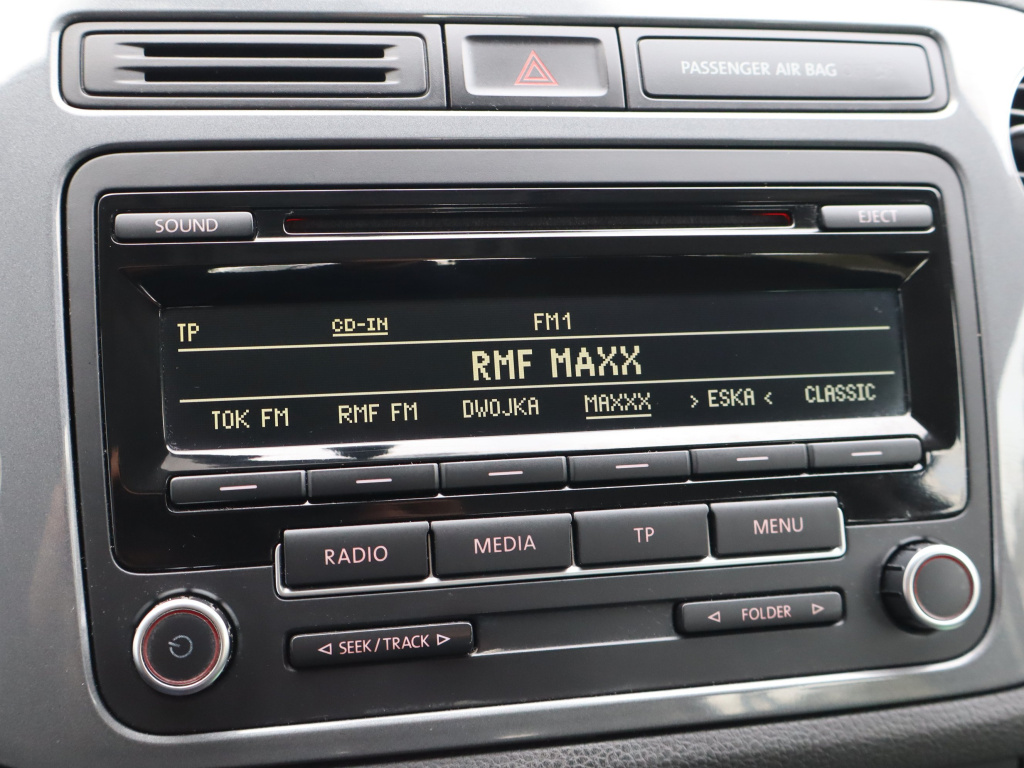 PASSENGER AIR BAG
SOUND
EJECT
TP CD-IN FM1
RMF MAXX
TOK FM RMF FM DWOJKA MAXXX > ESKA < CLASSIC
RADIO MEDIA TP MENU
SEEK/TRACK
FOLDER